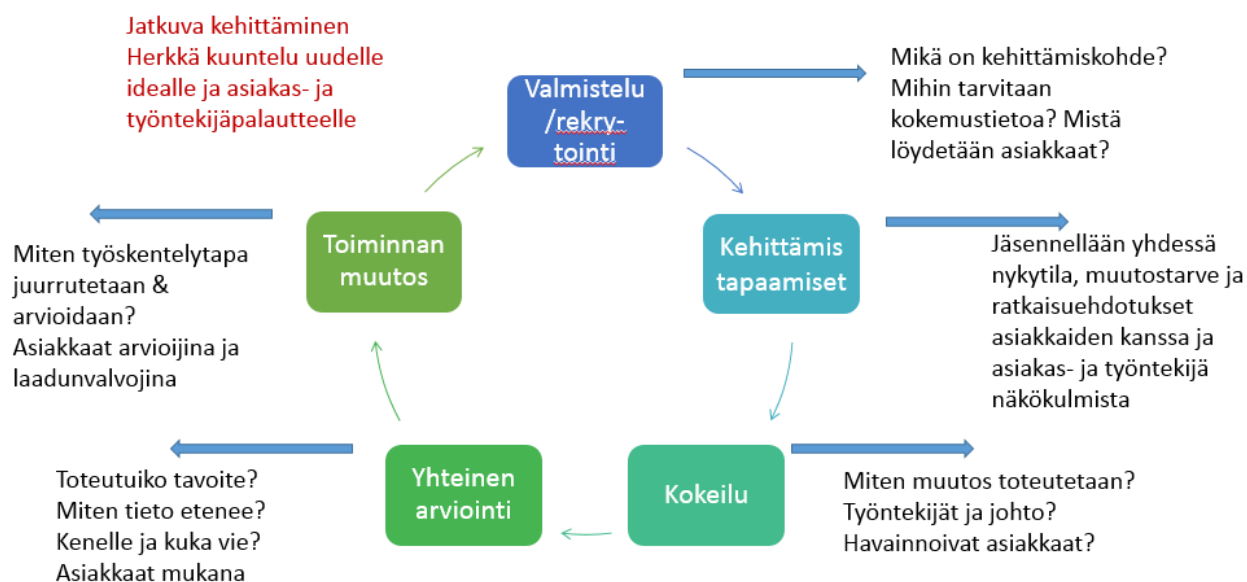 Jatkuva kehittäminen
Herkkä kuuntelu uudelle
idealle ja asiakas- ja
työntekijäpalautteelle
Valmistelu
/rekry-
tointi
Mikä on kehittämiskohde?
Mihin tarvitaan
kokemustietoa? Mistä
löydetään asiakkaat?
Kehittämis
tapaamiset
Jäsennellään yhdessä
nykytila, muutostarve ja
ratkaisuehdotukset
asiakkaiden kanssa ja
asiakas- ja työntekijä
näkökulmista
Kokeilu
Miten muutos toteutetaan?
Työntekijät ja johto?
Havainnoivat asiakkaat?
Yhteinen
arviointi
Toteutuiko tavoite?
Miten tieto etenee?
Kenelle ja kuka vie?
Asiakkaat mukana
Toiminnan
muutos
Miten työskentelytapa
juurrutetaan &
arvioidaan?
Asiakkaat arvioijina ja
laadunvalvojina